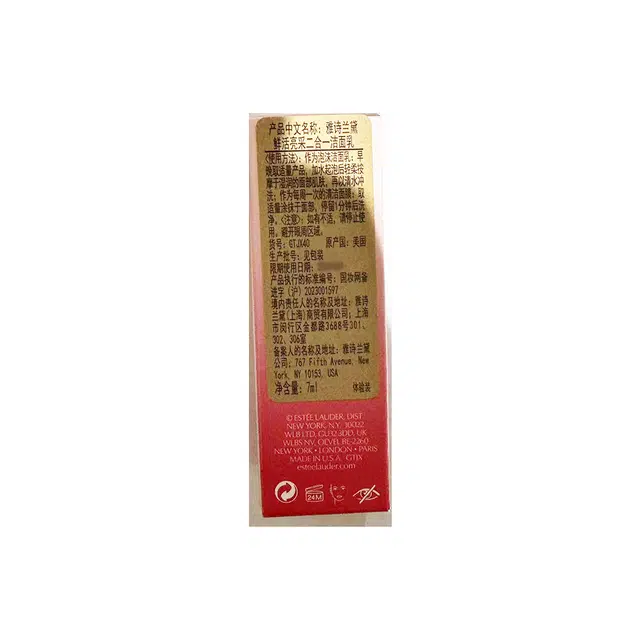 产品中文名称：雅诗兰黛
鲜活亮采二合一洁面乳
<使用方法>：作为泡沫洁面乳：早
晚取适量产品，加水起泡后轻柔按
摩于湿润的面部肌肤，再以清水冲
洗；作为每周一次的清洁面膜：取
适量涂抹于面部，停留1分钟后洗
净。<注意>：如有不适，请停止使
用。避开眼周区域。
货号：GTJX40 原产国：美国
生产批号：见包装
限期使用日期：
产品执行的标准编号：国妆网备
进字（沪）2023001597
境内责任人的名称及地址：雅诗
兰黛(上海)商贸有限公司；上海
市闵行区金都路3688号301、
302、306室
备案人的名称及地址：雅诗兰黛
公司；767 Fifth Avenue, New
York, NY 10153, USA
净含量：7ml 体验装
© ESTÉE LAUDER, DIST
NEW YORK, N.Y. 10022
WLB LTD, GU32 3DD, UK
WLBS NV, OEVEL BE-2260
NEW YORK • LONDON • PARIS
MADE IN U.S.A. GTJX
esteelauder.com
24M